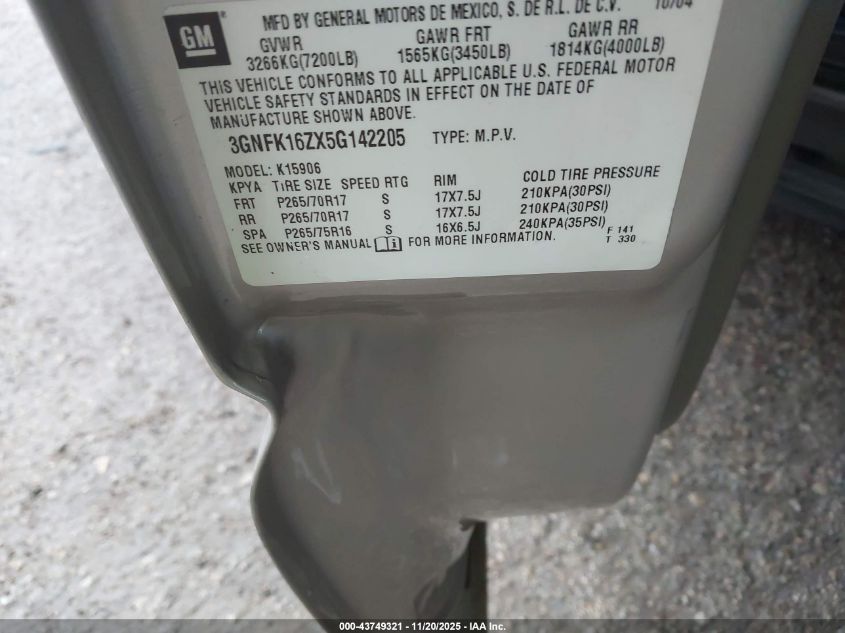 GM
MFD BY GENERAL MOTORS DE MEXICO, S. DE R.L. DE C.V. 10/04
GVWR GAWR FRT GAWR RR
3266KG(7200LB) 1565KG(3450LB) 1814KG(4000LB)
THIS VEHICLE CONFORMS TO ALL APPLICABLE U.S. FEDERAL MOTOR
VEHICLE SAFETY STANDARDS IN EFFECT ON THE DATE OF
MANUFACTURE SHOWN ABOVE.
3GNFK16ZX5G142205 TYPE: M.P.V.
MODEL: K15906
KPYA TIRE SIZE SPEED RTG RIM COLD TIRE PRESSURE
FRT P265/70R17 S 17X7.5J 210KPA(30PSI)
RR P265/70R17 S 17X7.5J 210KPA(30PSI)
SPA P265/75R16 S 16X6.5J 240KPA(35PSI)
SEE OWNER'S MANUAL i FOR MORE INFORMATION.
F 141
T 330
000-43749321 - 11/20/2025 - IAA Inc.